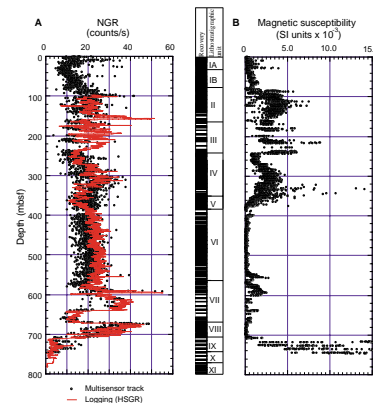 A
NGR
(counts/s)
0 20 40 60
Recovery
Lithostratigraphic
unit
B
Magnetic susceptibility
(SI units x 10-3)
0 5.0 10.0 15.
0
100
200
300
400
500
600
700
800
Depth (mbsf)
IA
IB
II
III
IV
V
VI
VII
VIII
IX
X
XI
Multisensor track
Logging (HSGR)